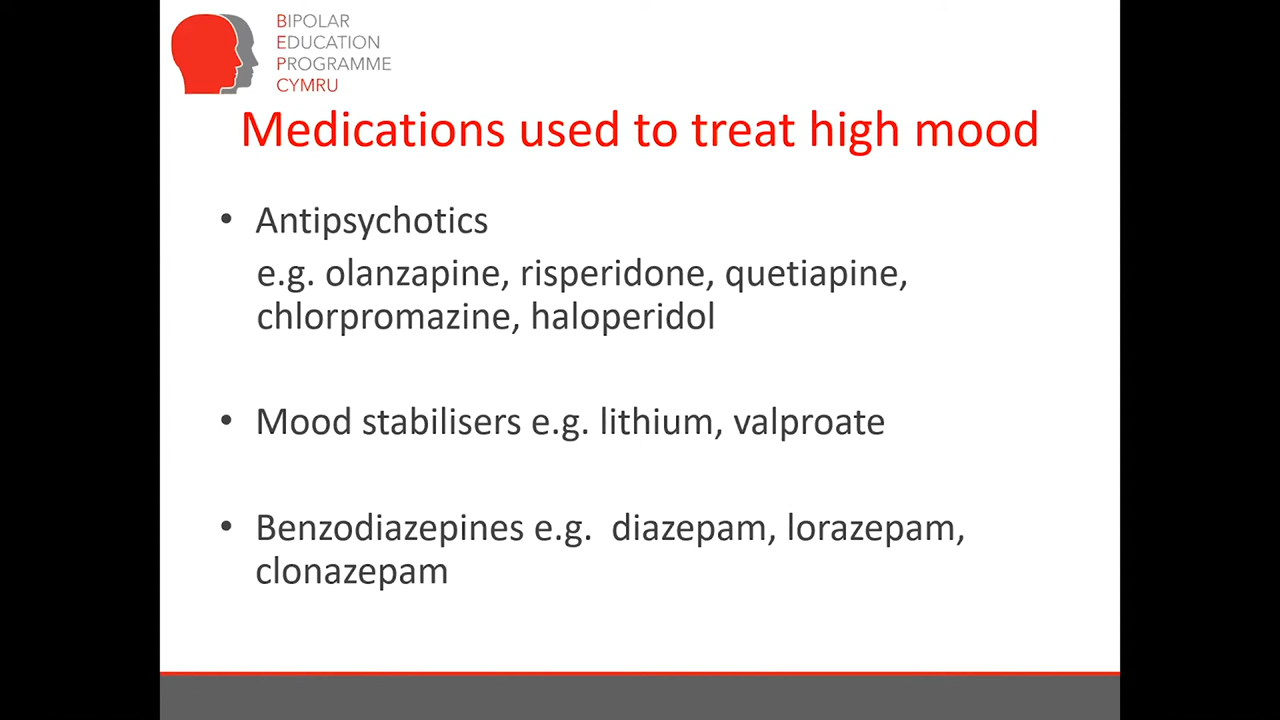 BIPOLAR
EDUCATION
PROGRAMME
CYMRU
Medications used to treat high mood
• Antipsychotics
e.g. olanzapine, risperidone, quetiapine,
chlorpromazine, haloperidol
• Mood stabilisers e.g. lithium, valproate
• Benzodiazepines e.g.  diazepam, lorazepam,
clonazepam